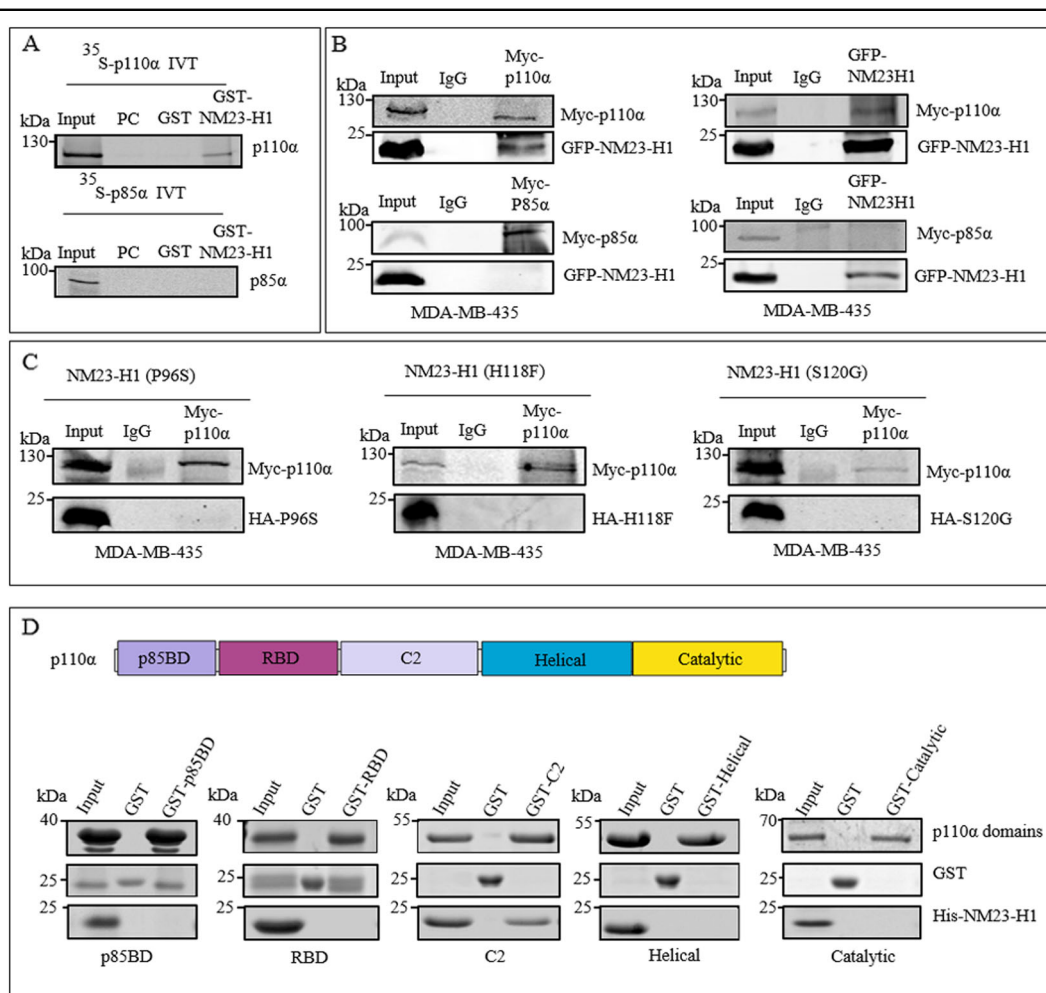 A
35
S-p110α IVT
kDa Input PC GST GST-NM23-H1
130
p110α
35
S-p85α IVT
kDa Input PC GST GST-NM23-H1
100
p85α
B
kDa Input IgG Myc-p110α
130
Myc-p110α
25
GFP-NM23-H1
kDa Input IgG GFP-NM23H1
130
Myc-p110α
25
GFP-NM23-H1
kDa Input IgG Myc-P85α
100
Myc-p85α
25
GFP-NM23-H1
MDA-MB-435
kDa Input IgG GFP-NM23H1
100
Myc-p85α
25
GFP-NM23-H1
MDA-MB-435
C
NM23-H1 (P96S)
kDa Input IgG Myc-p110α
130
Myc-p110α
25
HA-P96S
MDA-MB-435
NM23-H1 (H118F)
kDa Input IgG Myc-p110α
130
Myc-p110α
25
HA-H118F
MDA-MB-435
NM23-H1 (S120G)
kDa Input IgG Myc-p110α
130
Myc-p110α
25
HA-S120G
MDA-MB-435
D
p110α p85BD RBD C2 Helical Catalytic
kDa Input GST GST-p85BD
40
25
25
p85BD
kDa Input GST GST-RBD
40
25
25
RBD
kDa Input GST GST-C2
55
25
25
C2
kDa Input GST GST-Helical
55
25
25
Helical
kDa Input GST GST-Catalytic
70
p110α domains
25
GST
25
His-NM23-H1
Catalytic